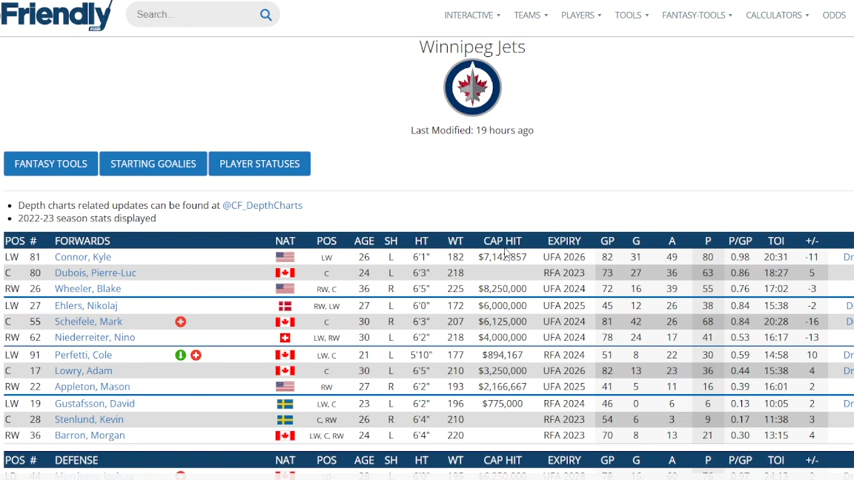 Friendly
Search...
INTERACTIVE TEAMS PLAYERS TOOLS FANTASY-TOOLS CALCULATORS ODDS
Winnipeg Jets
Last Modified: 19 hours ago
FANTASY TOOLS STARTING GOALIES PLAYER STATUSES
Depth charts related updates can be found at @CF_DepthCharts
2022-23 season stats displayed
POS # FORWARDS NAT POS AGE SH HT WT CAP HIT EXPIRY GP G A P P/GP TOI +/-
LW 81 Connor, Kyle LW 26 L 6'1" 182 $7,142,857 UFA 2026 82 31 49 80 0.98 20:31 -11 Dr
C 80 Dubois, Pierre-Luc C 24 L 6'3" 218 RFA 2023 73 27 36 63 0.86 18:27 5
RW 26 Wheeler, Blake RW, C 36 R 6'5" 225 $8,250,000 UFA 2024 72 16 39 55 0.76 17:02 -3
LW 27 Ehlers, Nikolaj RW, LW 27 L 6'0" 172 $6,000,000 UFA 2025 45 12 26 38 0.84 15:38 -2 Dr
C 55 Scheifele, Mark C 30 R 6'3" 207 $6,125,000 UFA 2024 81 42 26 68 0.84 20:28 -16
RW 62 Niederreiter, Nino LW, RW 30 L 6'2" 218 $4,000,000 UFA 2024 78 24 17 41 0.53 16:17 -13
LW 91 Perfetti, Cole LW, C 21 L 5'10" 177 $894,167 RFA 2024 51 8 22 30 0.59 14:58 10
C 17 Lowry, Adam C 30 L 6'5" 210 $3,250,000 UFA 2026 82 13 23 36 0.44 15:38 4
RW 22 Appleton, Mason RW 27 R 6'2" 193 $2,166,667 UFA 2025 41 5 11 16 0.39 16:01 2
LW 19 Gustafsson, David LW, C 23 L 6'2" 196 $775,000 RFA 2024 46 0 6 6 0.13 10:05 2
C 28 Stenlund, Kevin C, RW 26 R 6'4" 210 RFA 2023 54 6 3 9 0.17 11:38 3
RW 36 Barron, Morgan LW, C, RW 24 L 6'4" 220 RFA 2023 70 8 13 21 0.30 13:15 4
POS # DEFENSE NAT POS AGE SH HT WT CAP HIT EXPIRY GP G A P P/GP TOI +/-